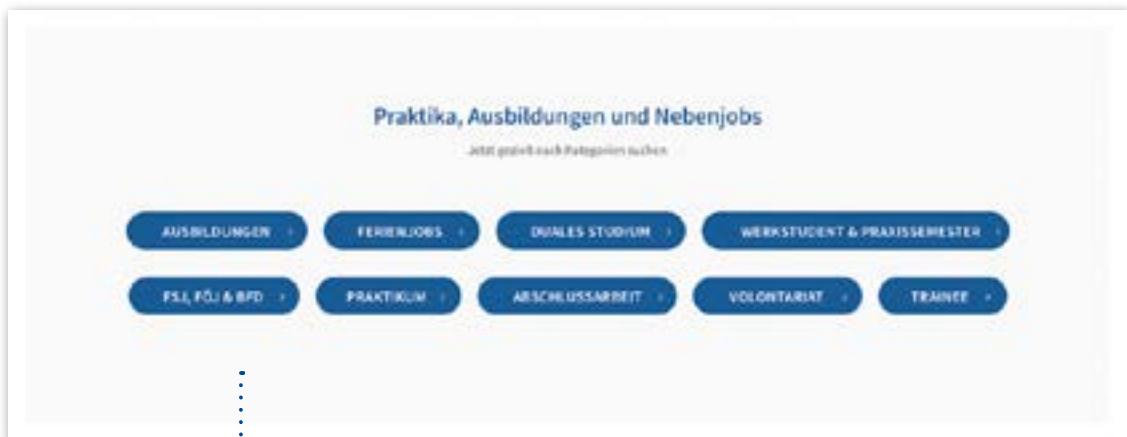 Praktika, Ausbildungen und Nebenjobs
Jetzt gezielt nach Kategorien suchen
AUSBILDUNGEN FERIENJOBS DUALES STUDIUM WERKSTUDENT & PRAXISSEMESTER
FSJ, FÖJ & BFD PRAKTIKUM ABSCHLUSSARBEIT VOLONTARIAT TRAINEE